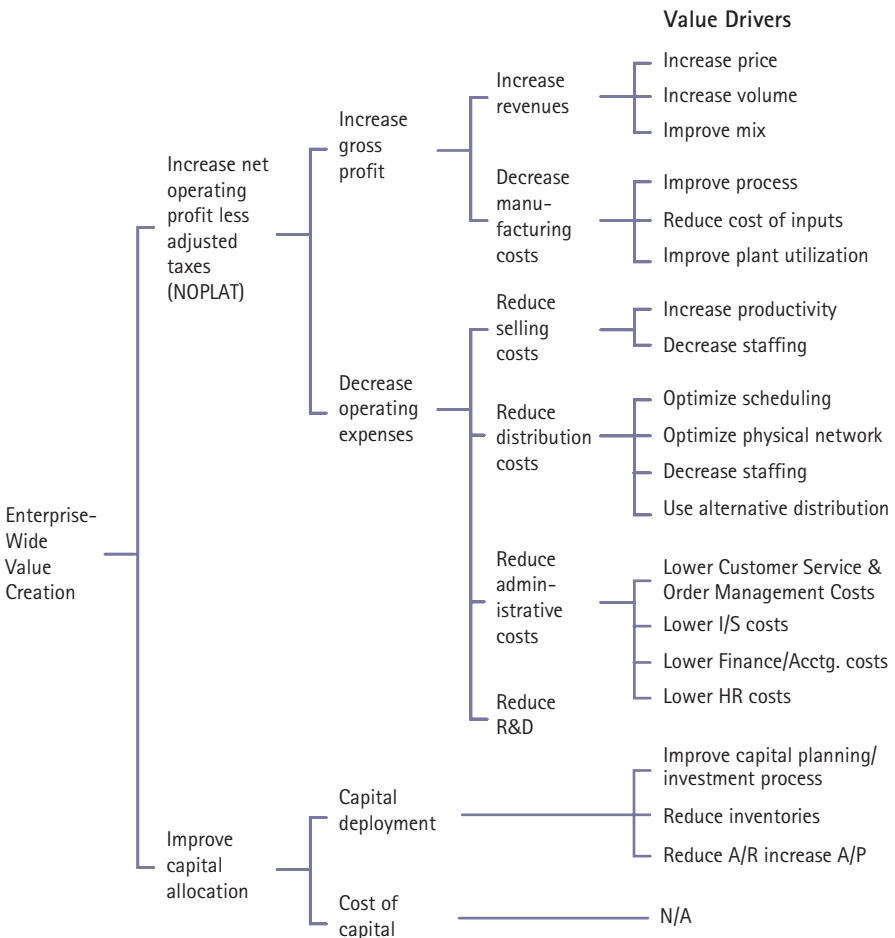 Value Drivers
Enterprise-
Wide
Value
Creation
Increase net
operating
profit less
adjusted
taxes
(NOPLAT)
Increase
gross
profit
Increase
revenues
Increase price
Increase volume
Improve mix
Decrease
manu-
facturing
costs
Improve process
Reduce cost of inputs
Improve plant utilization
Decrease
operating
expenses
Reduce
selling
costs
Increase productivity
Decrease staffing
Reduce
distribution
costs
Optimize scheduling
Optimize physical network
Decrease staffing
Use alternative distribution
Reduce
admin-
istrative
costs
Lower Customer Service &
Order Management Costs
Lower I/S costs
Lower Finance/Acctg. costs
Lower HR costs
Reduce
R&D
Improve
capital
allocation
Capital
deployment
Improve capital planning/
investment process
Reduce inventories
Reduce A/R increase A/P
Cost of
capital
N/A